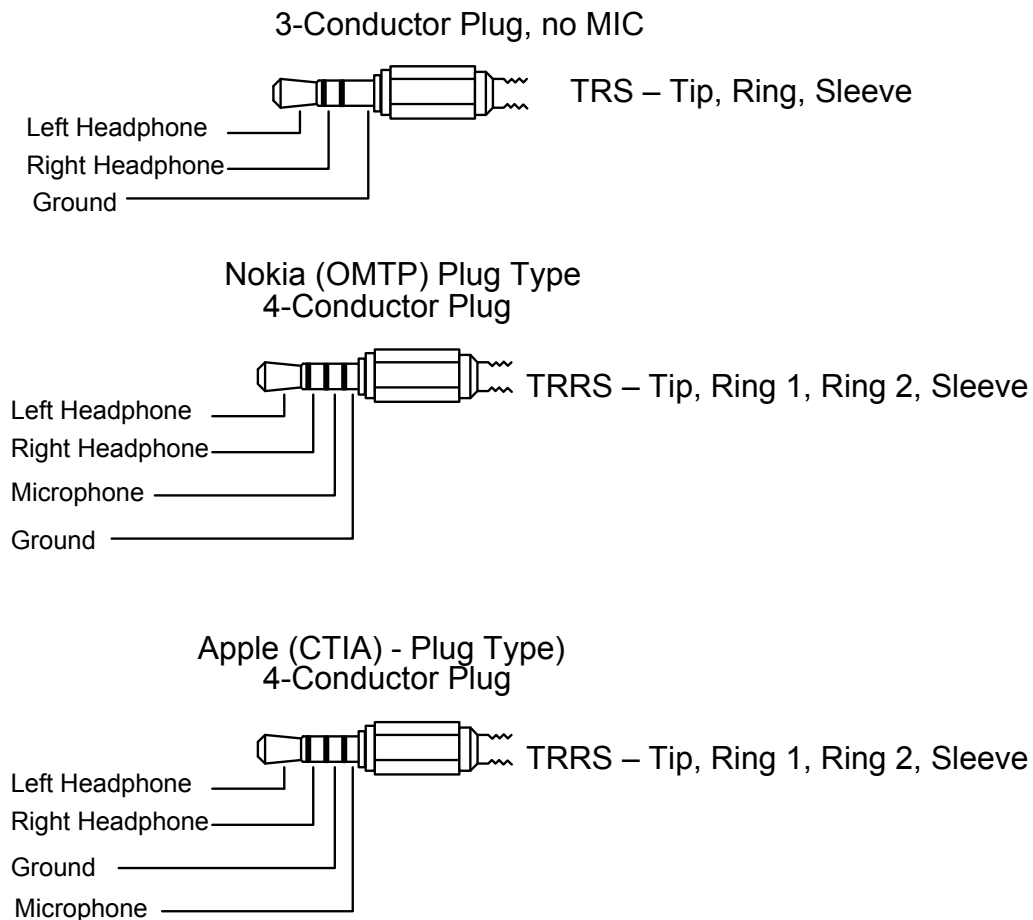 3-Conductor Plug, no MIC
TRS – Tip, Ring, Sleeve
Left Headphone
Right Headphone
Ground
Nokia (OMTP) Plug Type
4-Conductor Plug
TRRS – Tip, Ring 1, Ring 2, Sleeve
Left Headphone
Right Headphone
Microphone
Ground
Apple (CTIA) - Plug Type)
4-Conductor Plug
TRRS – Tip, Ring 1, Ring 2, Sleeve
Left Headphone
Right Headphone
Ground
Microphone